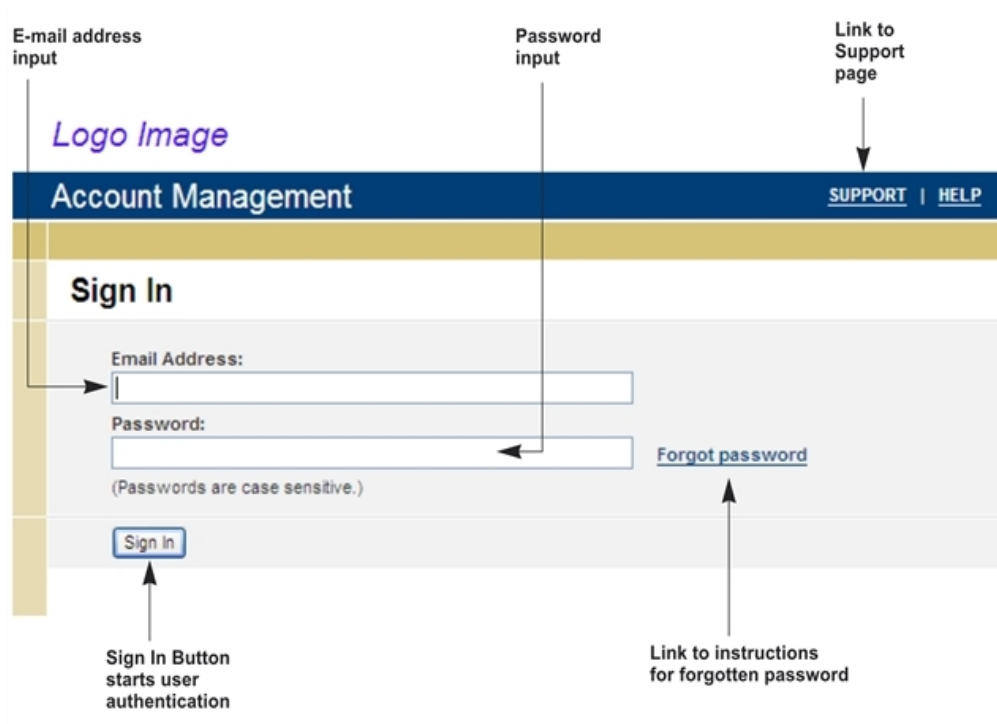 E-mail address
input
Password
input
Link to
Support
page
Logo Image
Account Management
SUPPORT | HELP
Sign In
Email Address:
Password:
Forgot password
(Passwords are case sensitive.)
Sign In
Sign In Button
starts user
authentication
Link to instructions
for forgotten password